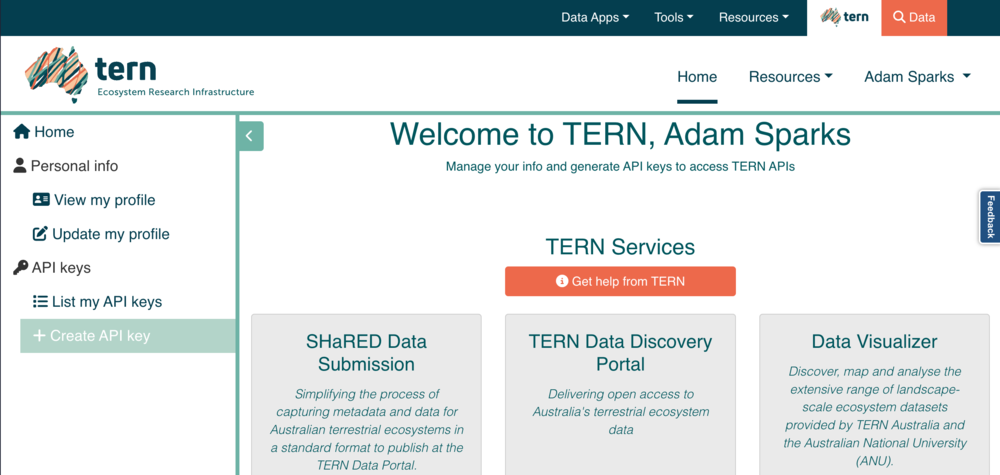 Data Apps
Tools
Resources
tern
Data
tern
Ecosystem Research Infrastructure
Home
Resources
Adam Sparks
Home
Personal info
View my profile
Update my profile
API keys
List my API keys
Create API key
Welcome to TERN, Adam Sparks
Manage your info and generate API keys to access TERN APIs
Feedback
TERN Services
Get help from TERN
SHaRED Data
Submission
Simplifying the process of
capturing metadata and data for
Australian terrestrial ecosystems in
a standard format to publish at the
TERN Data Portal.
TERN Data Discovery
Portal
Delivering open access to
Australia's terrestrial ecosystem
data
Data Visualizer
Discover, map and analyse the
extensive range of landscape-
scale ecosystem datasets
provided by TERN Australia and
the Australian National University
(ANU).